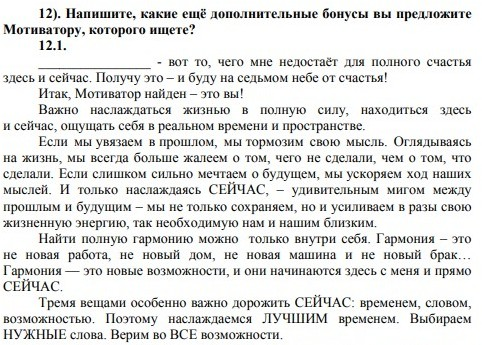 12). Напишите, какие ещё дополнительные бонусы вы предложите
Мотиватору, которого ищете?
12.1.
________________ - вот то, чего мне недостаёт для полного счастья
здесь и сейчас. Получу это – и буду на седьмом небе от счастья!
Итак, Мотиватор найден – это вы!
Важно наслаждаться жизнью в полную силу, находиться здесь
и сейчас, ощущать себя в реальном времени и пространстве.
Если мы увязаем в прошлом, мы тормозим свою мысль. Оглядываясь
на жизнь, мы всегда больше жалеем о том, чего не сделали, чем о том, что
сделали. Если слишком сильно мечтаем о будущем, мы ускоряем ход наших
мыслей. И только наслаждаясь СЕЙЧАС, – удивительным мигом между
прошлым и будущим – мы не только сохраняем, но и усиливаем в разы свою
жизненную энергию, так необходимую нам и нашим близким.
Найти полную гармонию можно только внутри себя. Гармония – это
не новая работа, не новый дом, не новая машина и не новый брак…
Гармония — это новые возможности, и они начинаются здесь с меня и прямо
СЕЙЧАС.
Тремя вещами особенно важно дорожить СЕЙЧАС: временем, словом,
возможностью. Поэтому наслаждаемся ЛУЧШИМ временем. Выбираем
НУЖНЫЕ слова. Верим во ВСЕ возможности.